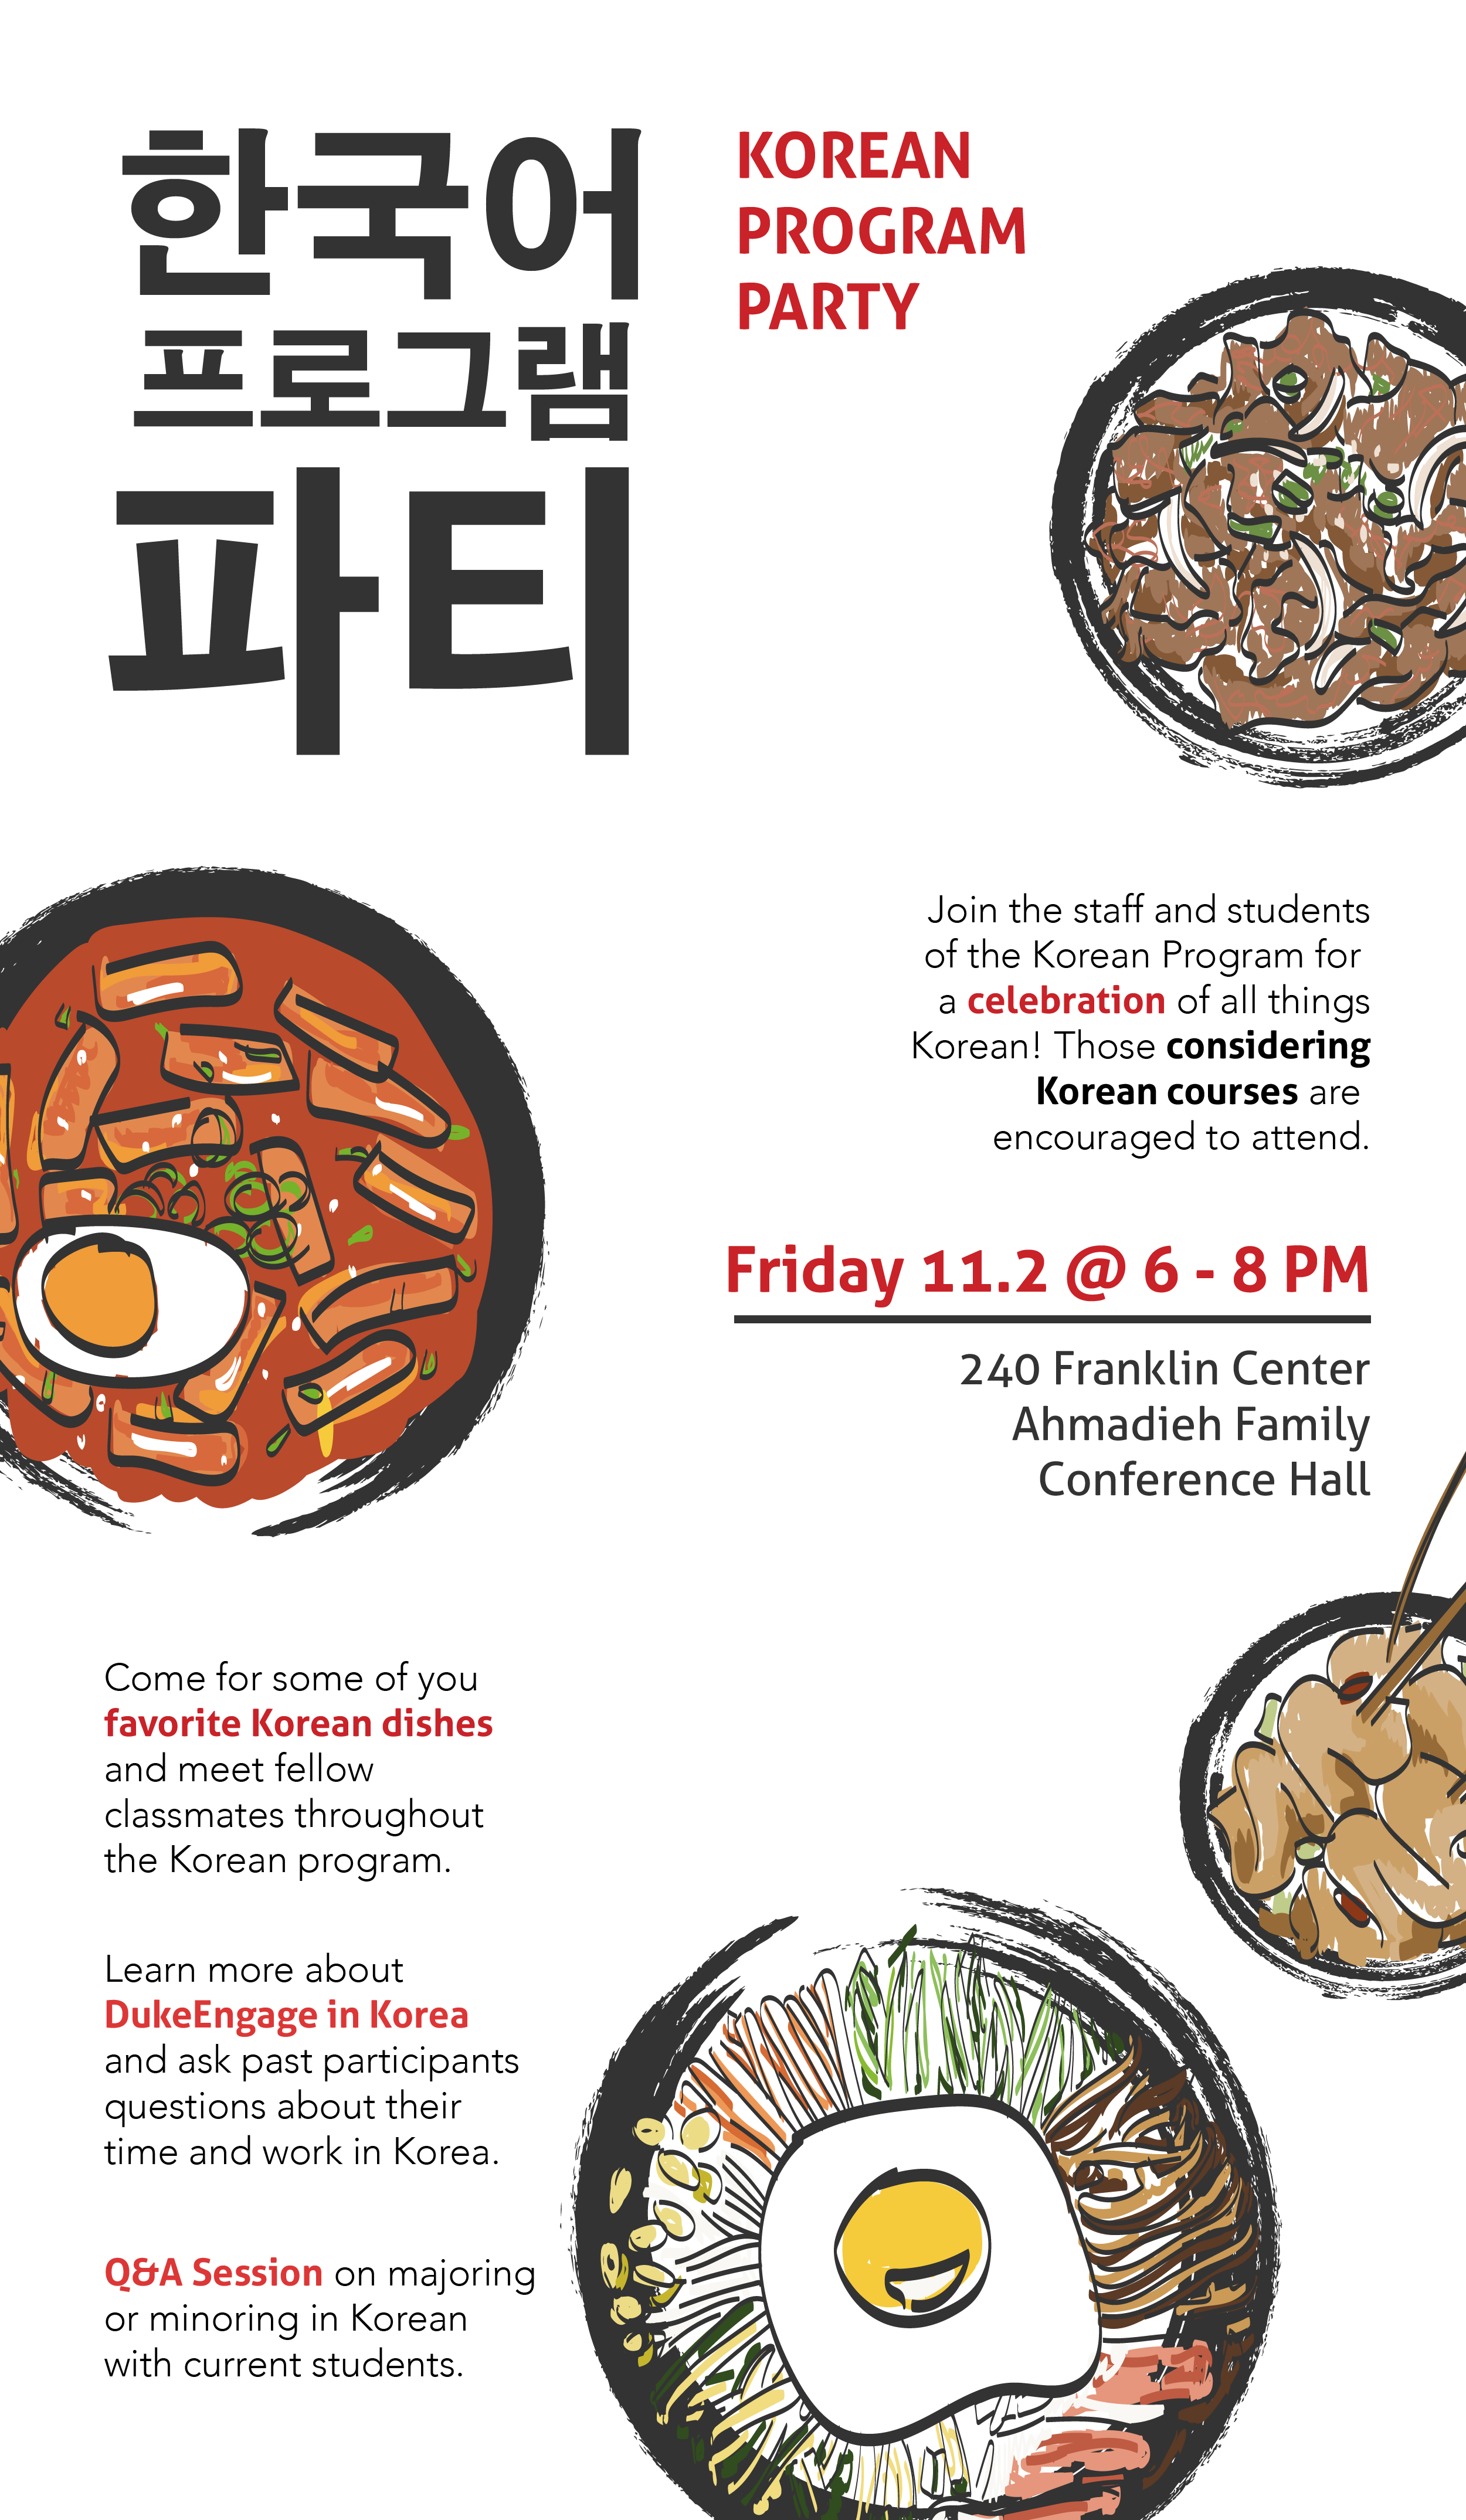 한국어
프로그램
파티
KOREAN
PROGRAM
PARTY
Join the staff and students
of the Korean Program for
a celebration of all things
Korean! Those considering
Korean courses are
encouraged to attend.
Friday 11.2 @ 6 - 8 PM
240 Franklin Center
Ahmadieh Family
Conference Hall
Come for some of you
favorite Korean dishes
and meet fellow
classmates throughout
the Korean program.
Learn more about
DukeEngage in Korea
and ask past participants
questions about their
time and work in Korea.
Q&A Session on majoring
or minoring in Korean
with current students.